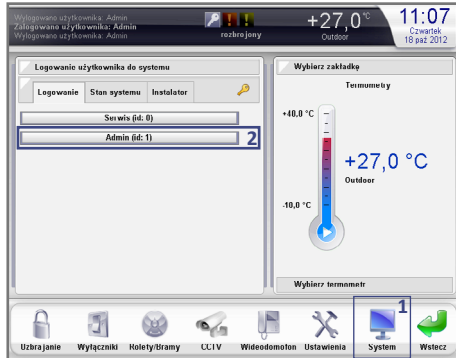 Wylogowano użytkownika: Admin
Zalogowano użytkownika: Admin
Wylogowano użytkownika: Admin
rozbrojony
+27,0 °C
Outdoor
11:07
Czwartek
18 paź 2012
Logowanie użytkownika do systemu
Logowanie Stan systemu Instalator
Serwis (id: 0)
Admin (id: 1)
2
Wybierz zakładkę
Termometry
+40,0 °C
+27,0 °C
Outdoor
-10,0 °C
Wybierz termometr
1
Uzbrajanie Wyłączniki Rolety/Bramy CCTV Wideodomofon Ustawienia System Wstecz